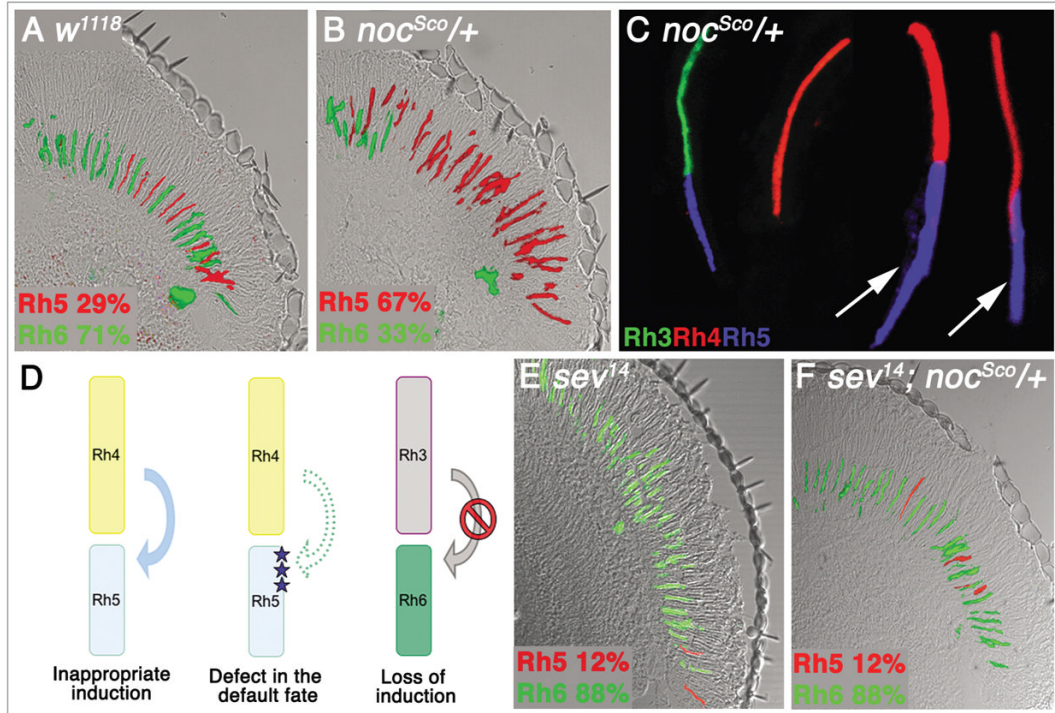 A w1118
B nocSco/+
C nocSco/+
Rh5 29%
Rh6 71%
Rh5 67%
Rh6 33%
Rh3Rh4Rh5
D
Rh4
Rh5
Inappropriate
induction
Rh4
Rh5
Defect in the
default fate
Rh3
Rh6
Loss of
induction
E sev14
Rh5 12%
Rh6 88%
F sev14; nocSco/+
Rh5 12%
Rh6 88%